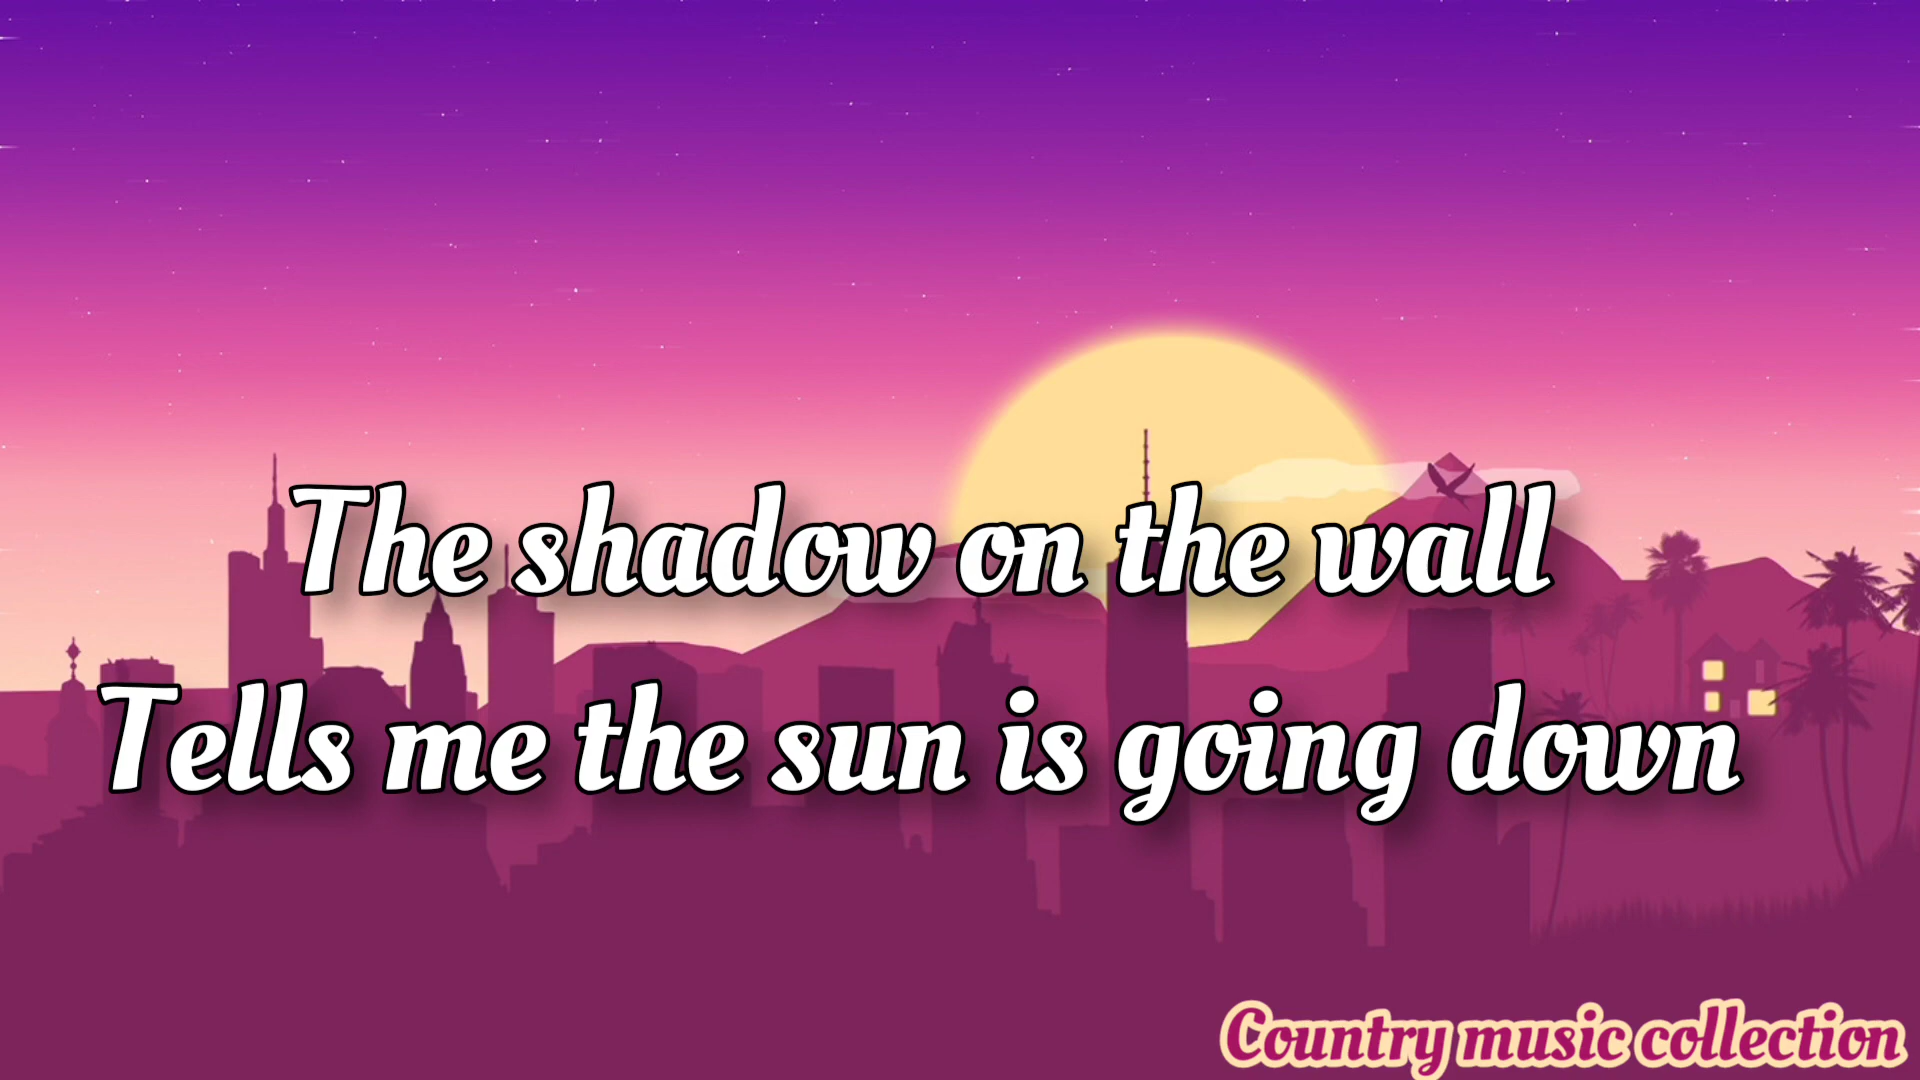 The shadow on the wall
Tells me the sun is going down
Country music collection